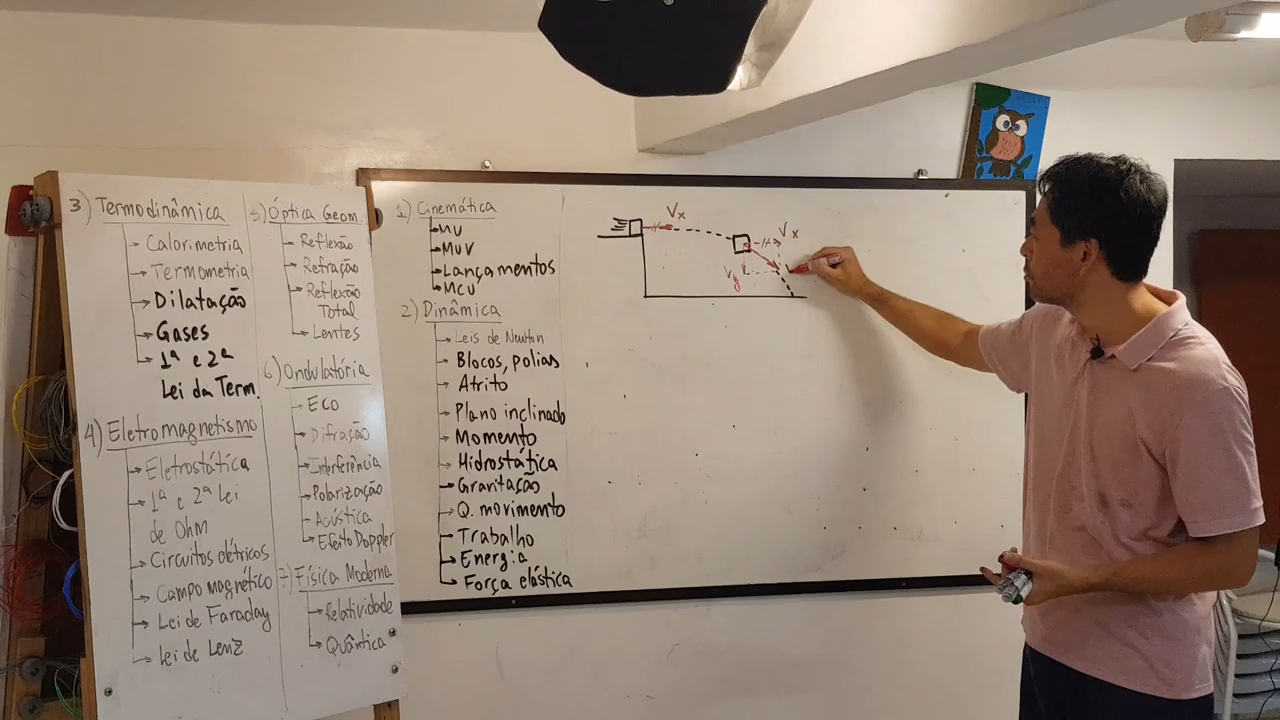 3) Termodinâmica
Calorimetria
Termometria
Dilatação
Gases
1ª e 2ª
Lei da Term.
4) Eletromagnetismo
Eletrostática
1ª e 2ª Lei
de Ohm
Circuitos elétricos
Campo magnético
Lei de Faraday
Lei de Lenz
5) Óptica Geom.
Reflexão
Refração
Reflexão
Total
Lentes
6) Ondulatória
Eco
Difração
Interferência
Polarização
Acústica
Efeito Doppler
7) Física Moderna
Relatividade
Quântica
1) Cinemática
MU
MUV
Lançamentos
MCU
2) Dinâmica
Leis de Newton
Blocos, polias
Atrito
Plano inclinado
Momento
Hidrostática
Gravitação
Q. movimento
Trabalho
Energia
Força elástica
Vx
Vx
Vy